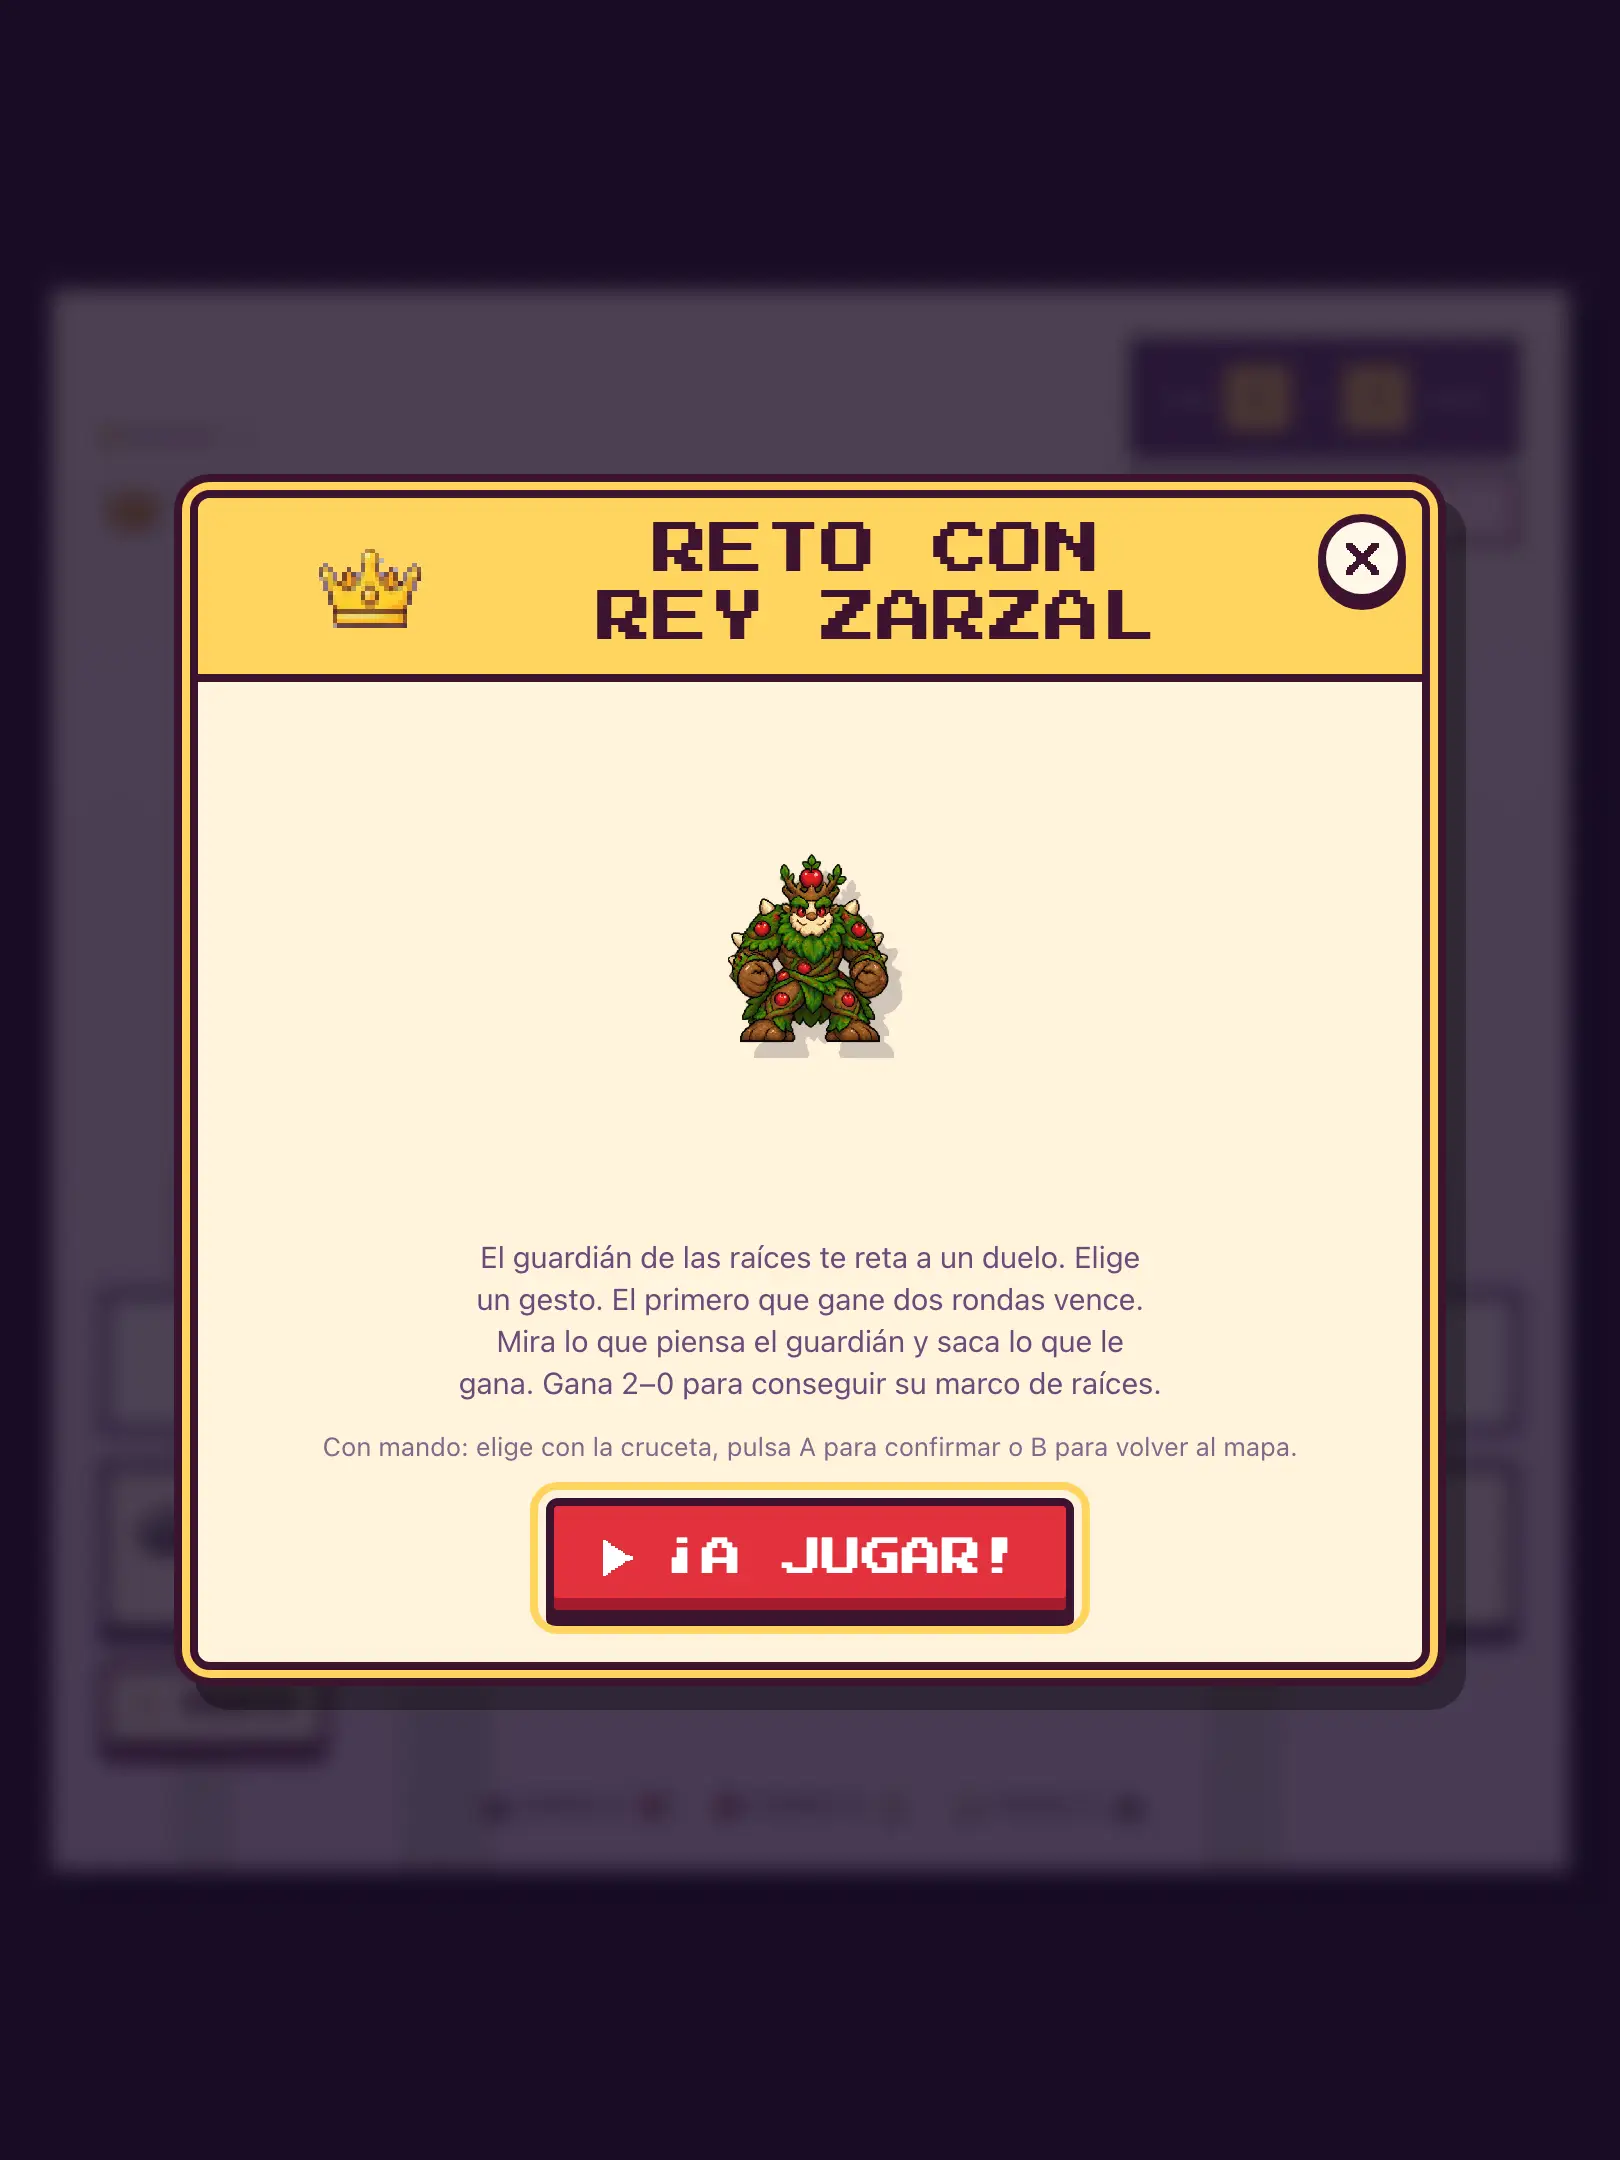 RETO CON
REY ZARZAL
El guardián de las raíces te reta a un duelo. Elige
un gesto. El primero que gane dos rondas vence.
Mira lo que piensa el guardián y saca lo que le
gana. Gana 2–0 para conseguir su marco de raíces.
Con mando: elige con la cruceta, pulsa A para confirmar o B para volver al mapa.
¡A JUGAR!